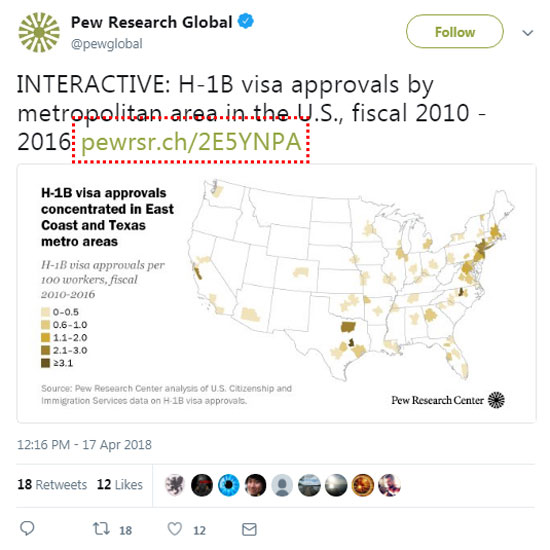 Pew Research Global
@pewglobal
Follow
INTERACTIVE: H-1B visa approvals by
metropolitan area in the U.S., fiscal 2010 -
2016 pewrsr.ch/2E5YNPA
H-1B visa approvals
concentrated in East
Coast and Texas
metro areas
H-1B visa approvals per
100 workers, fiscal
2010-2016
0-0.5
0.6-1.0
1.1-2.0
2.1-3.0
≥3.1
Source: Pew Research Center analysis of U.S. Citizenship and
Immigration Services data on H-1B visa approvals.
Pew Research Center
12:16 PM - 17 Apr 2018
18 Retweets 12 Likes
18 12